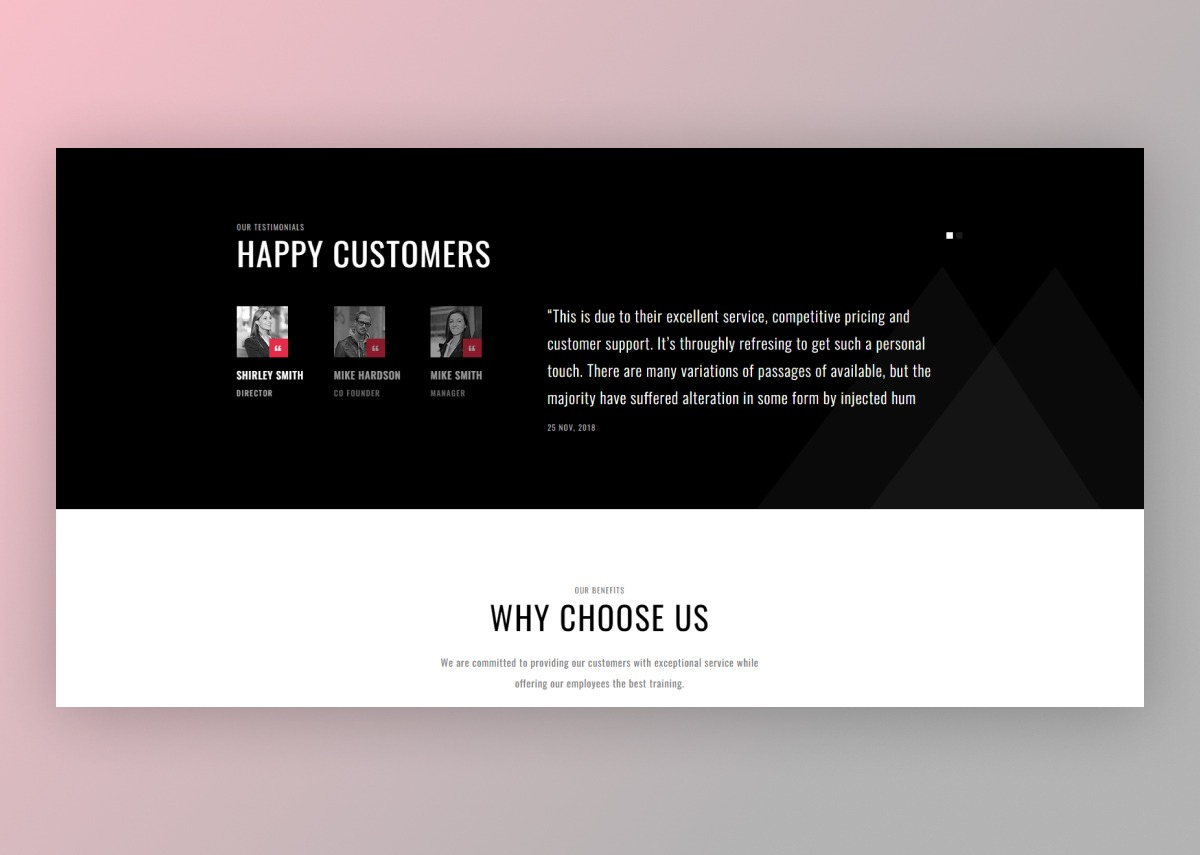 OUR TESTIMONIALS
HAPPY CUSTOMERS
SHIRLEY SMITH
DIRECTOR
MIKE HARDSON
CO FOUNDER
MIKE SMITH
MANAGER
“This is due to their excellent service, competitive pricing and
customer support. It’s throughly refresing to get such a personal
touch. There are many variations of passages of available, but the
majority have suffered alteration in some form by injected hum
25 NOV, 2018
OUR BENEFITS
WHY CHOOSE US
We are committed to providing our customers with exceptional service while
offering our employees the best training.